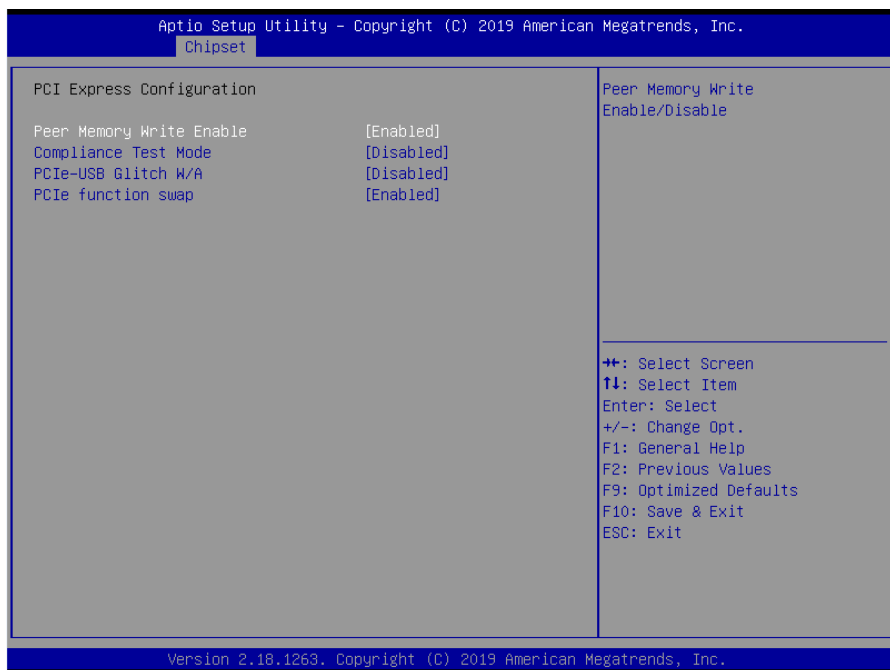 Aptio Setup Utility – Copyright (C) 2019 American Megatrends, Inc.
Chipset
PCI Express Configuration
Peer Memory Write Enable [Enabled]
Compliance Test Mode [Disabled]
PCIe-USB Glitch W/A [Disabled]
PCIe function swap [Enabled]
Peer Memory Write
Enable/Disable
→←: Select Screen
↑↓: Select Item
Enter: Select
+/-: Change Opt.
F1: General Help
F2: Previous Values
F9: Optimized Defaults
F10: Save & Exit
ESC: Exit
Version 2.18.1263. Copyright (C) 2019 American Megatrends, Inc.